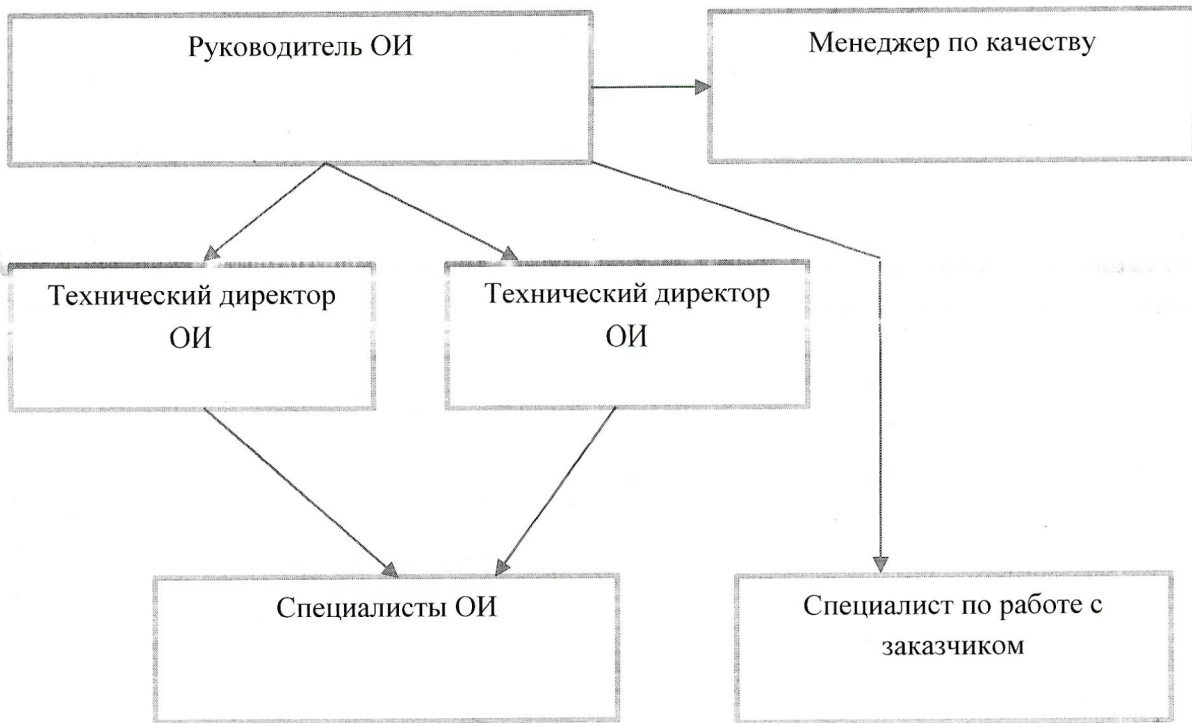 Руководитель ОИ
Менеджер по качеству
Технический директор
ОИ
Технический директор
ОИ
Специалисты ОИ
Специалист по работе с
заказчиком